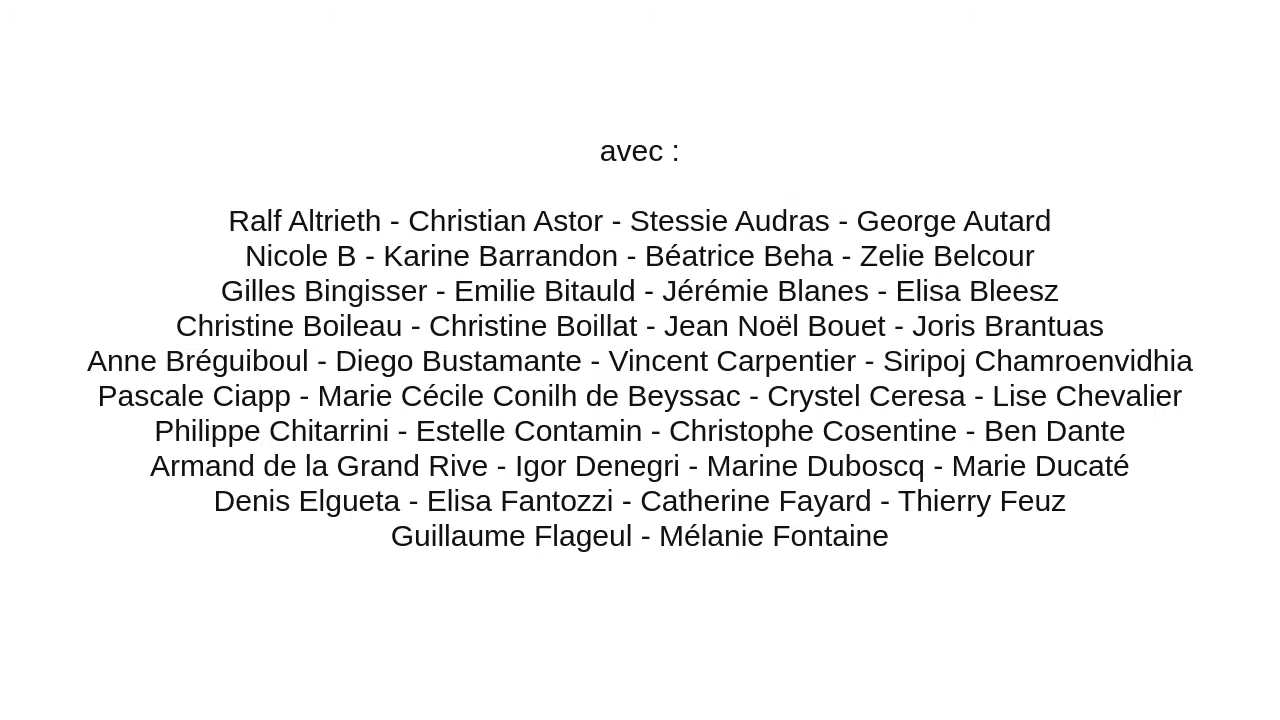 avec :
Ralf Altrieth - Christian Astor - Stessie Audras - George Autard
Nicole B - Karine Barrandon - Béatrice Beha - Zelie Belcour
Gilles Bingisser - Emilie Bitauld - Jérémie Blanes - Elisa Bleesz
Christine Boileau - Christine Boillat - Jean Noël Bouet - Joris Brantuas
Anne Bréguiboul - Diego Bustamante - Vincent Carpentier - Siripoj Chamroenvidhia
Pascale Ciapp - Marie Cécile Conilh de Beyssac - Crystel Ceresa - Lise Chevalier
Philippe Chitarrini - Estelle Contamin - Christophe Cosentine - Ben Dante
Armand de la Grand Rive - Igor Denegri - Marine Duboscq - Marie Ducaté
Denis Elgueta - Elisa Fantozzi - Catherine Fayard - Thierry Feuz
Guillaume Flageul - Mélanie Fontaine